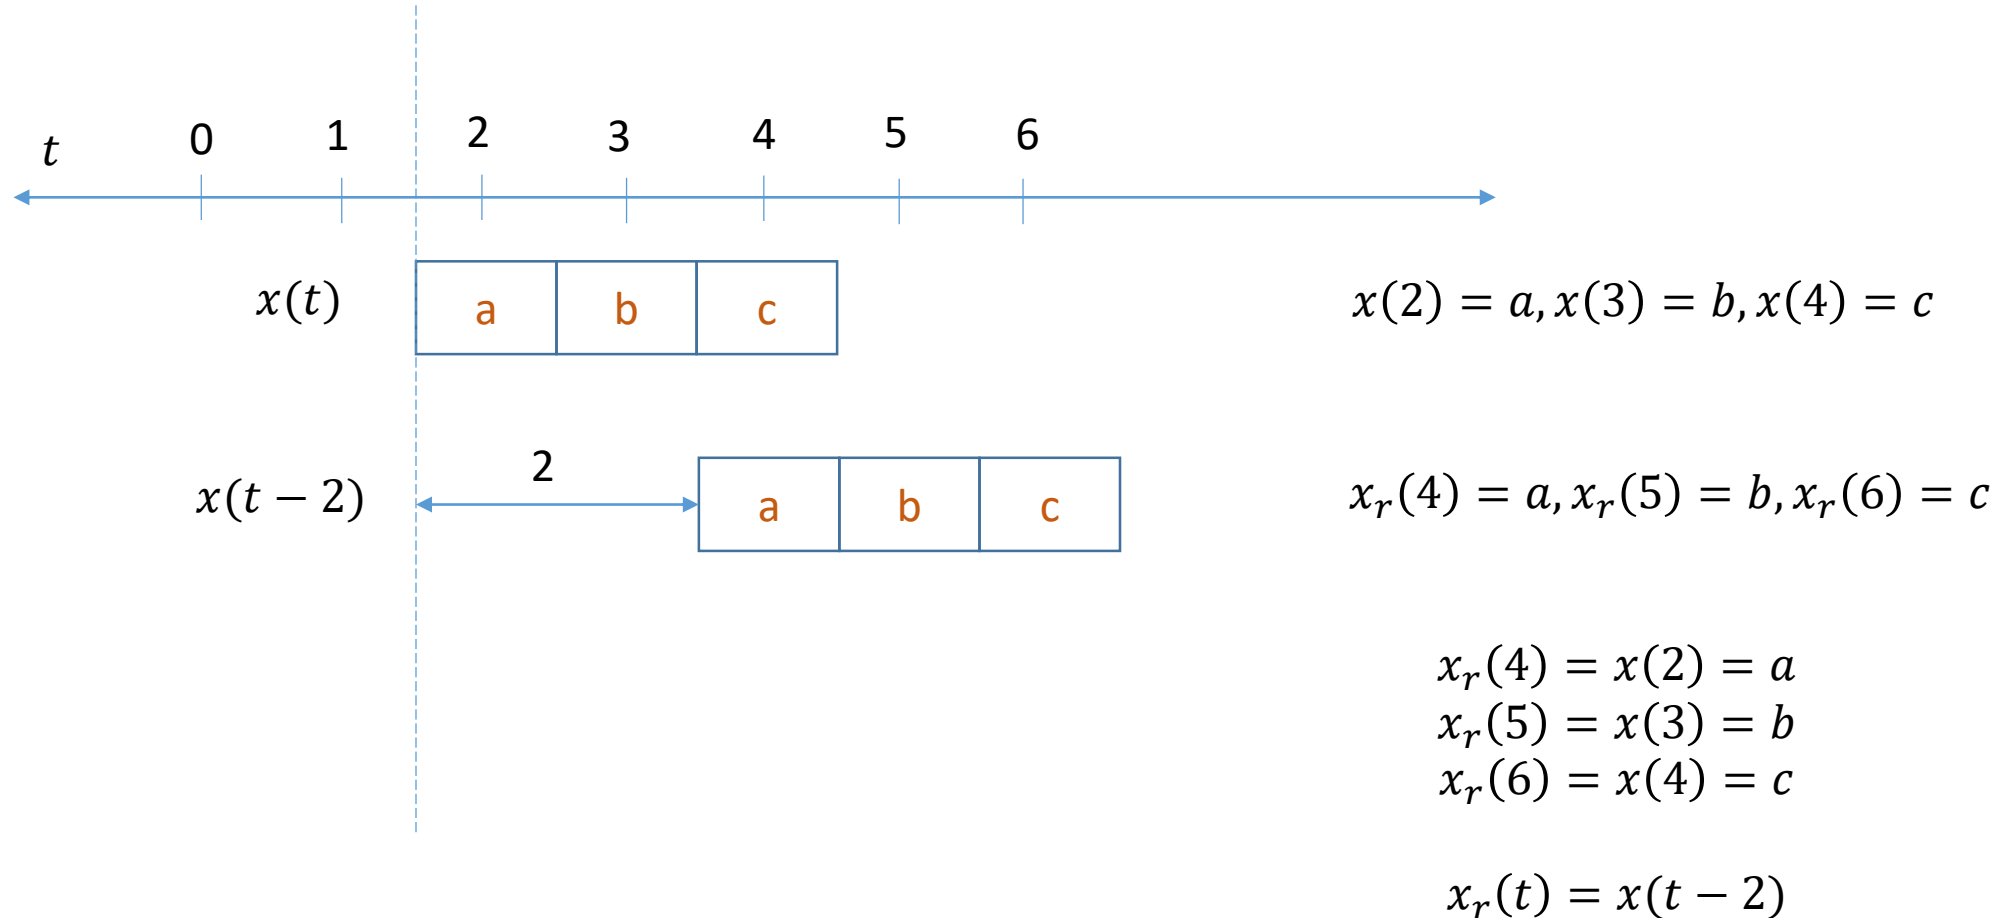 t 0 1 2 3 4 5 6
x(t) a b c x(2) = a, x(3) = b, x(4) = c
2
x(t − 2) a b c x_r(4) = a, x_r(5) = b, x_r(6) = c
x_r(4) = x(2) = a
x_r(5) = x(3) = b
x_r(6) = x(4) = c
x_r(t) = x(t − 2)